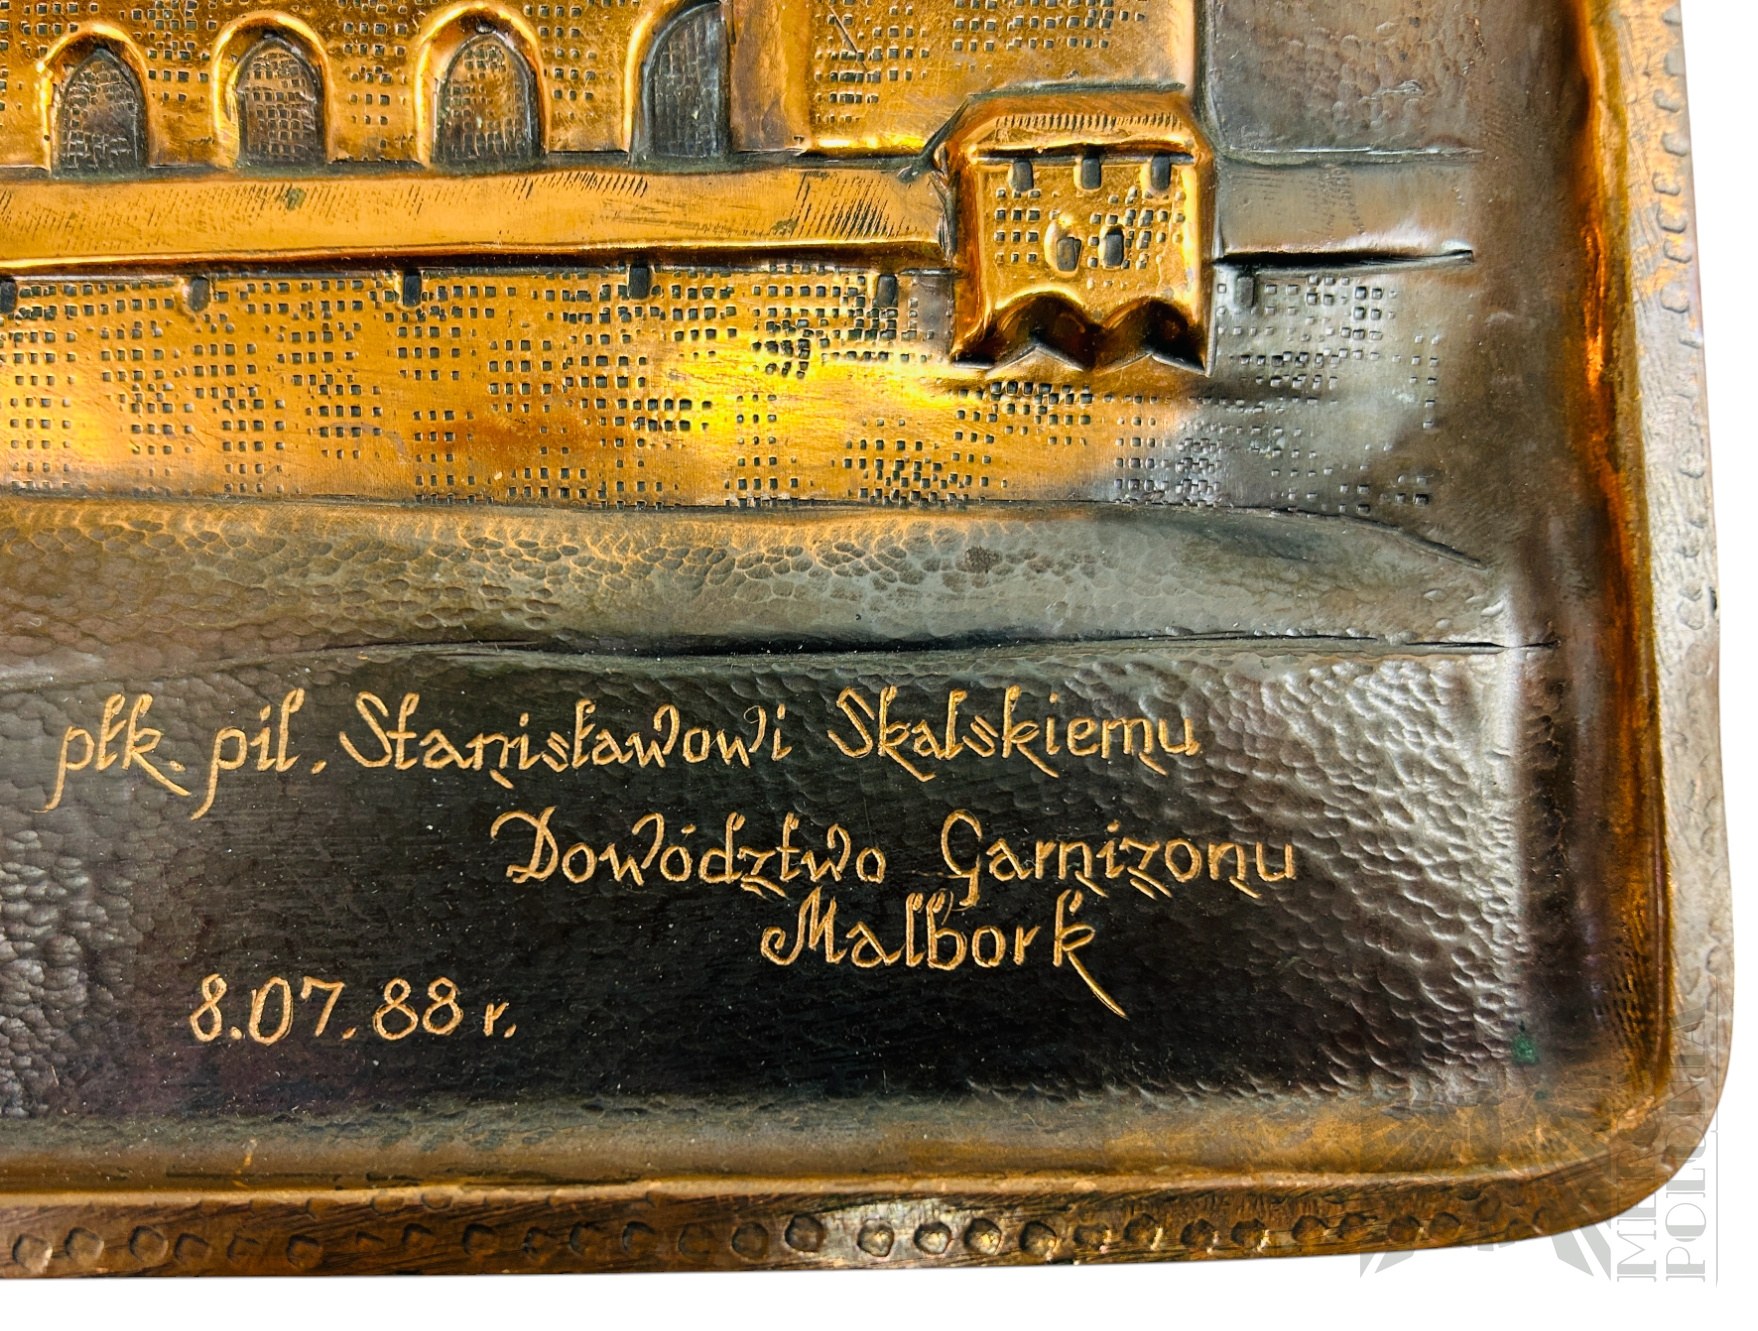 płk. pil. Stanisławowi Skalskiemu
Dowództwo Garnizonu
Malbork
8.07.88 r.